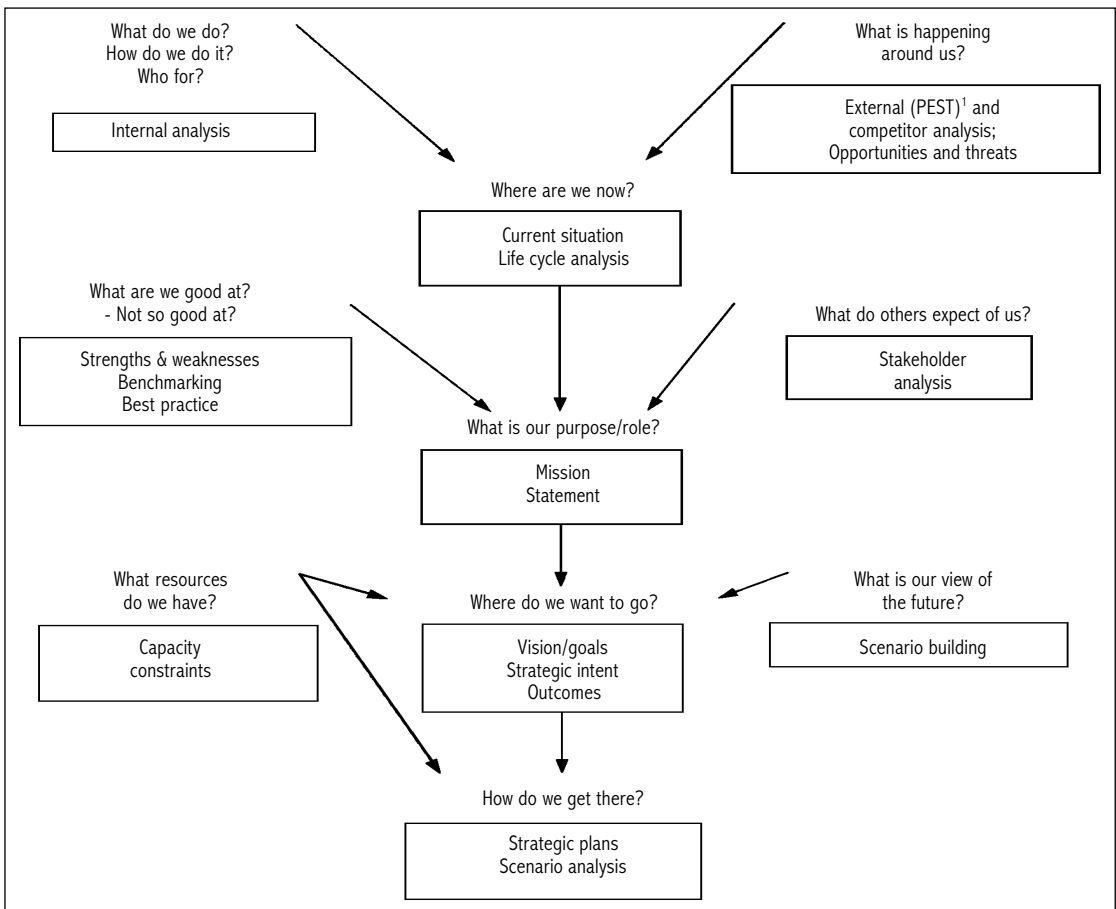 What do we do?
How do we do it?
Who for?
Internal analysis
What is happening
around us?
External (PEST)¹ and
competitor analysis;
Opportunities and threats
Where are we now?
Current situation
Life cycle analysis
What are we good at?
- Not so good at?
Strengths & weaknesses
Benchmarking
Best practice
What do others expect of us?
Stakeholder
analysis
What is our purpose/role?
Mission
Statement
What resources
do we have?
Capacity
constraints
Where do we want to go?
Vision/goals
Strategic intent
Outcomes
What is our view of
the future?
Scenario building
How do we get there?
Strategic plans
Scenario analysis